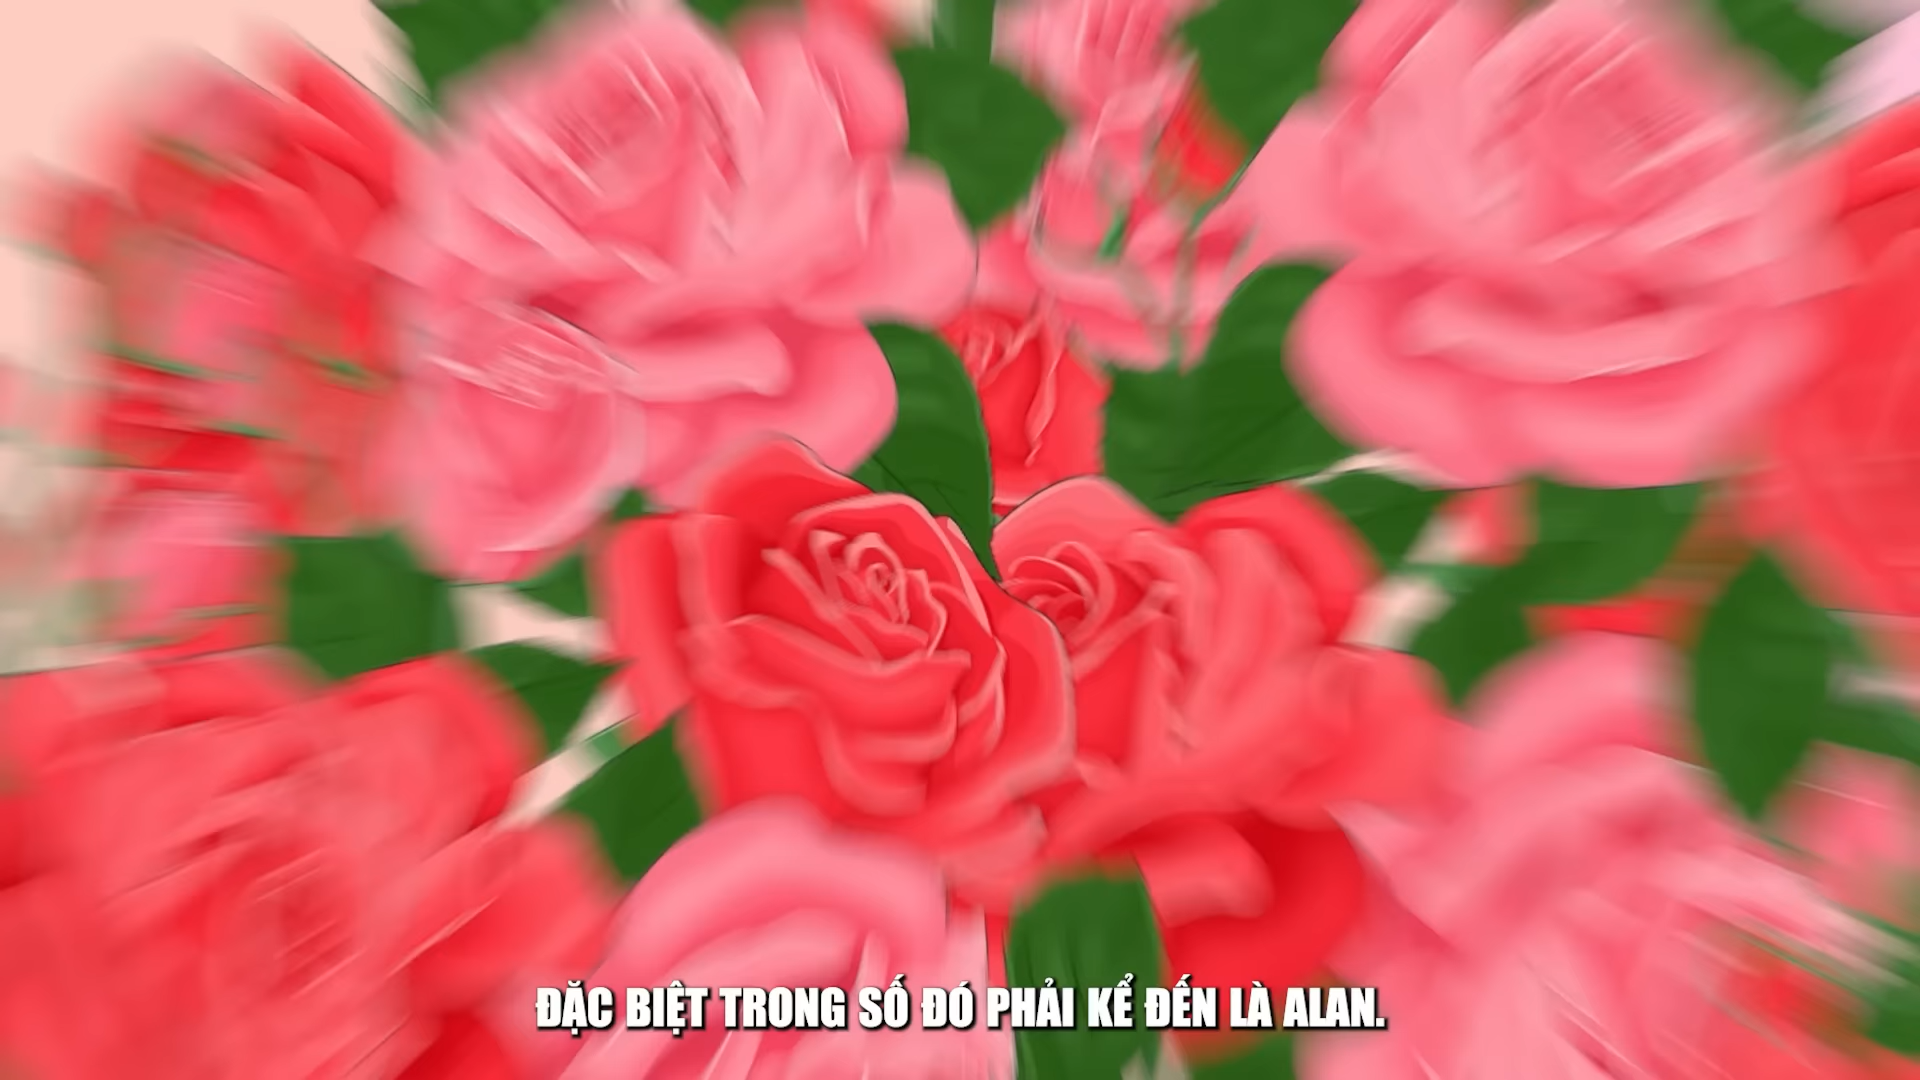 ĐẶC BIỆT TRONG SỐ ĐÓ PHẢI KỂ ĐẾN LÀ ALAN.